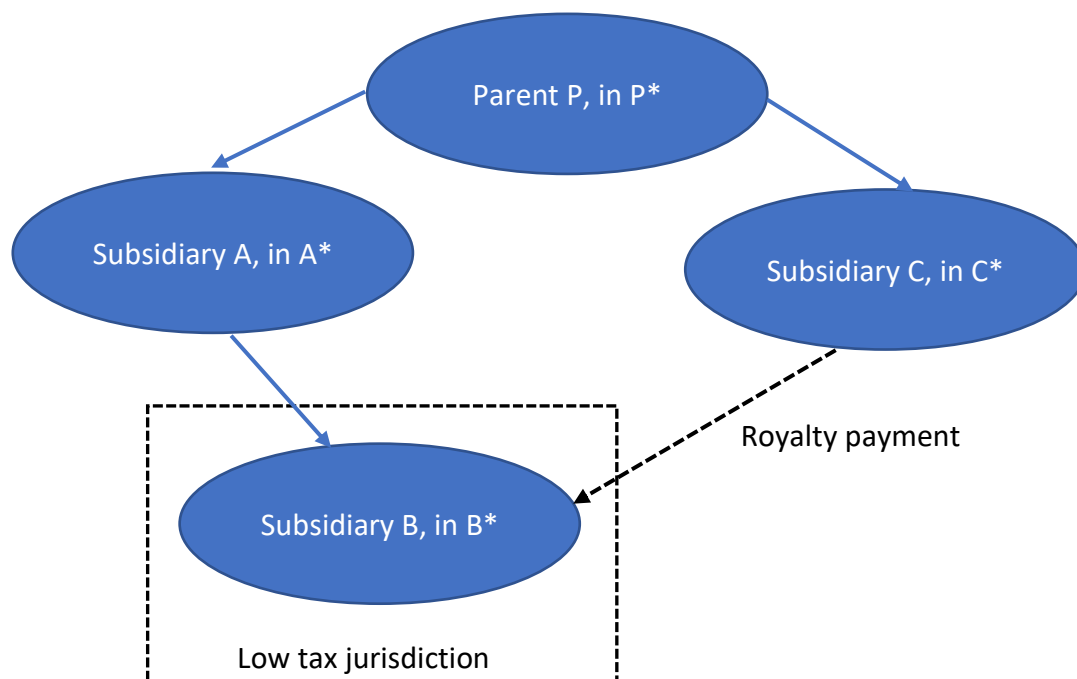 Parent P, in P*
Subsidiary A, in A*
Subsidiary C, in C*
Royalty payment
Subsidiary B, in B*
Low tax jurisdiction